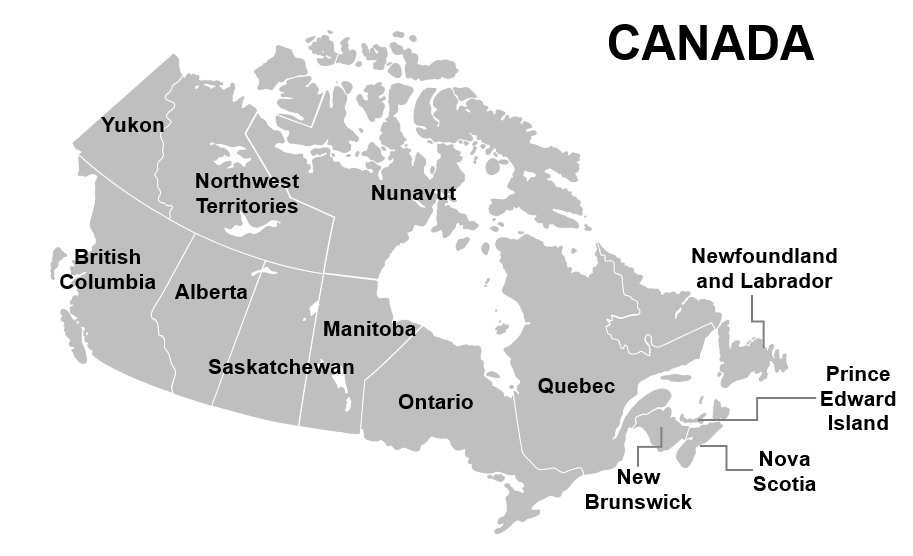 CANADA
Yukon
Northwest
Territories
Nunavut
British
Columbia
Alberta
Saskatchewan
Manitoba
Ontario
Quebec
Newfoundland
and Labrador
Prince
Edward
Island
Nova
Scotia
New
Brunswick